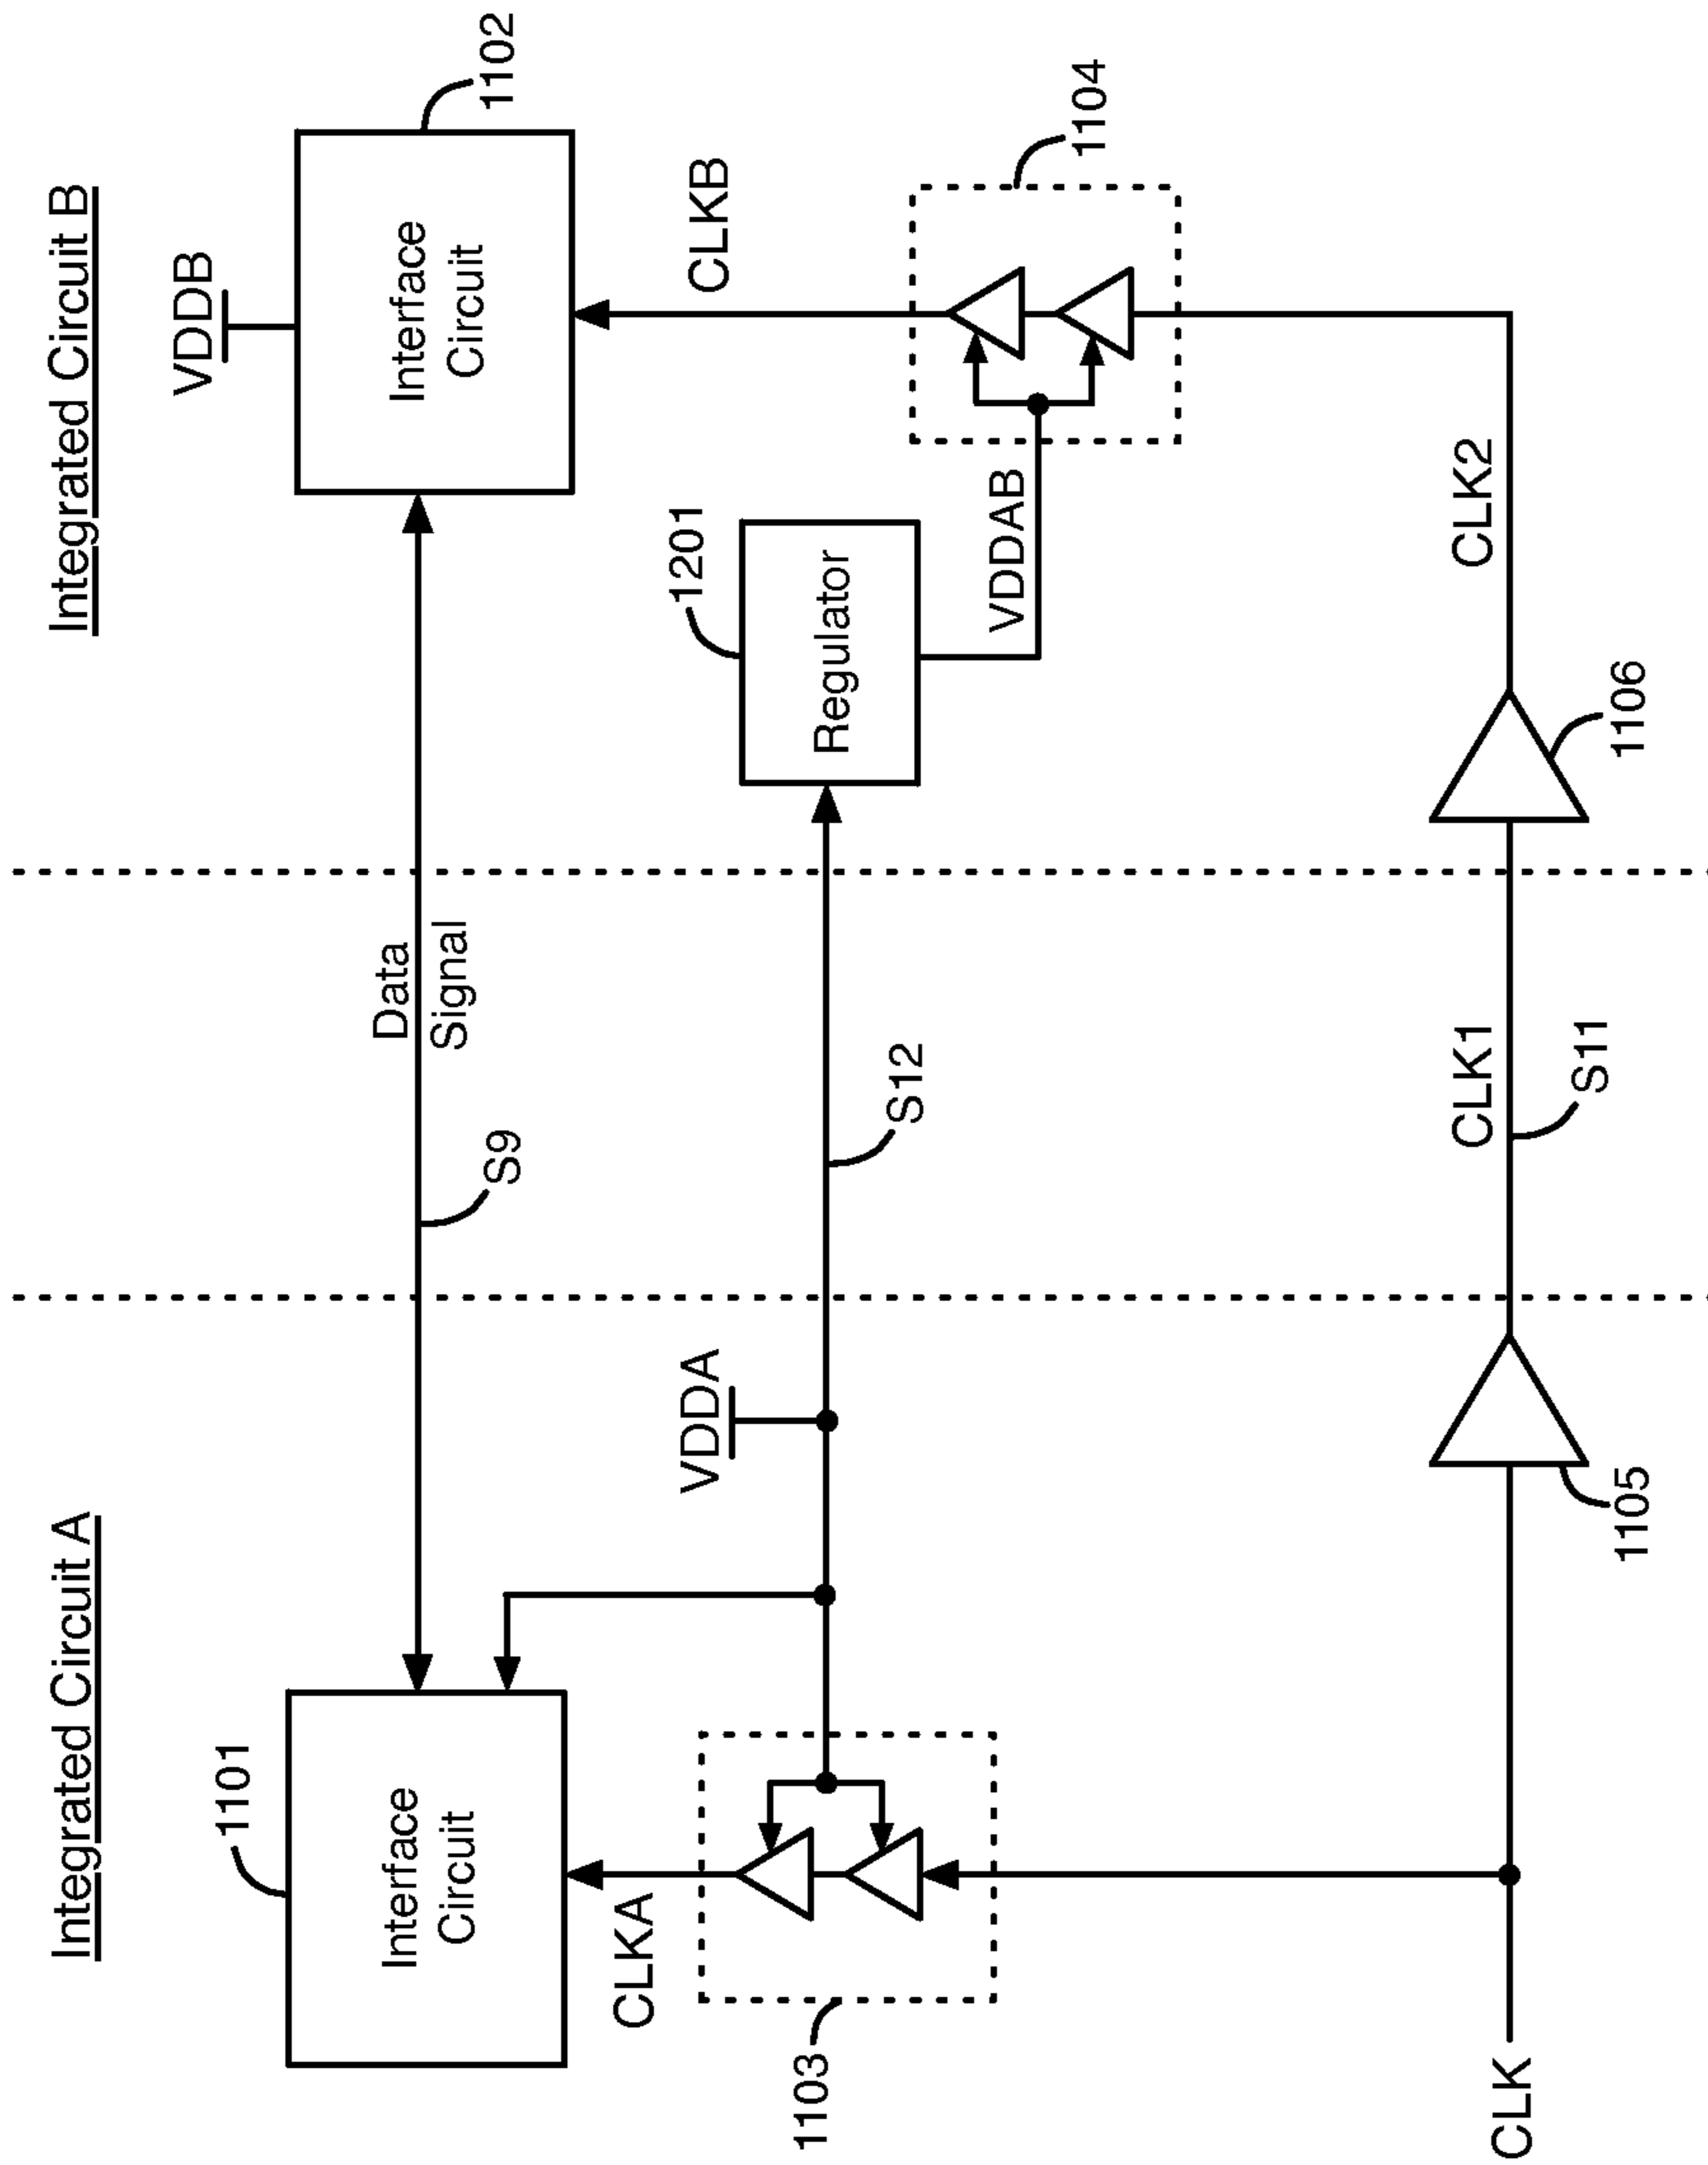 Integrated Circuit A
Integrated Circuit B
1101
Interface
Circuit
VDDB
Interface
Circuit
1102
Data
Signal
S9
CLKA
VDDA
1201
Regulator
CLKB
1103
S12
VDDAB
1104
CLK
1105
CLK1
S11
1106
CLK2